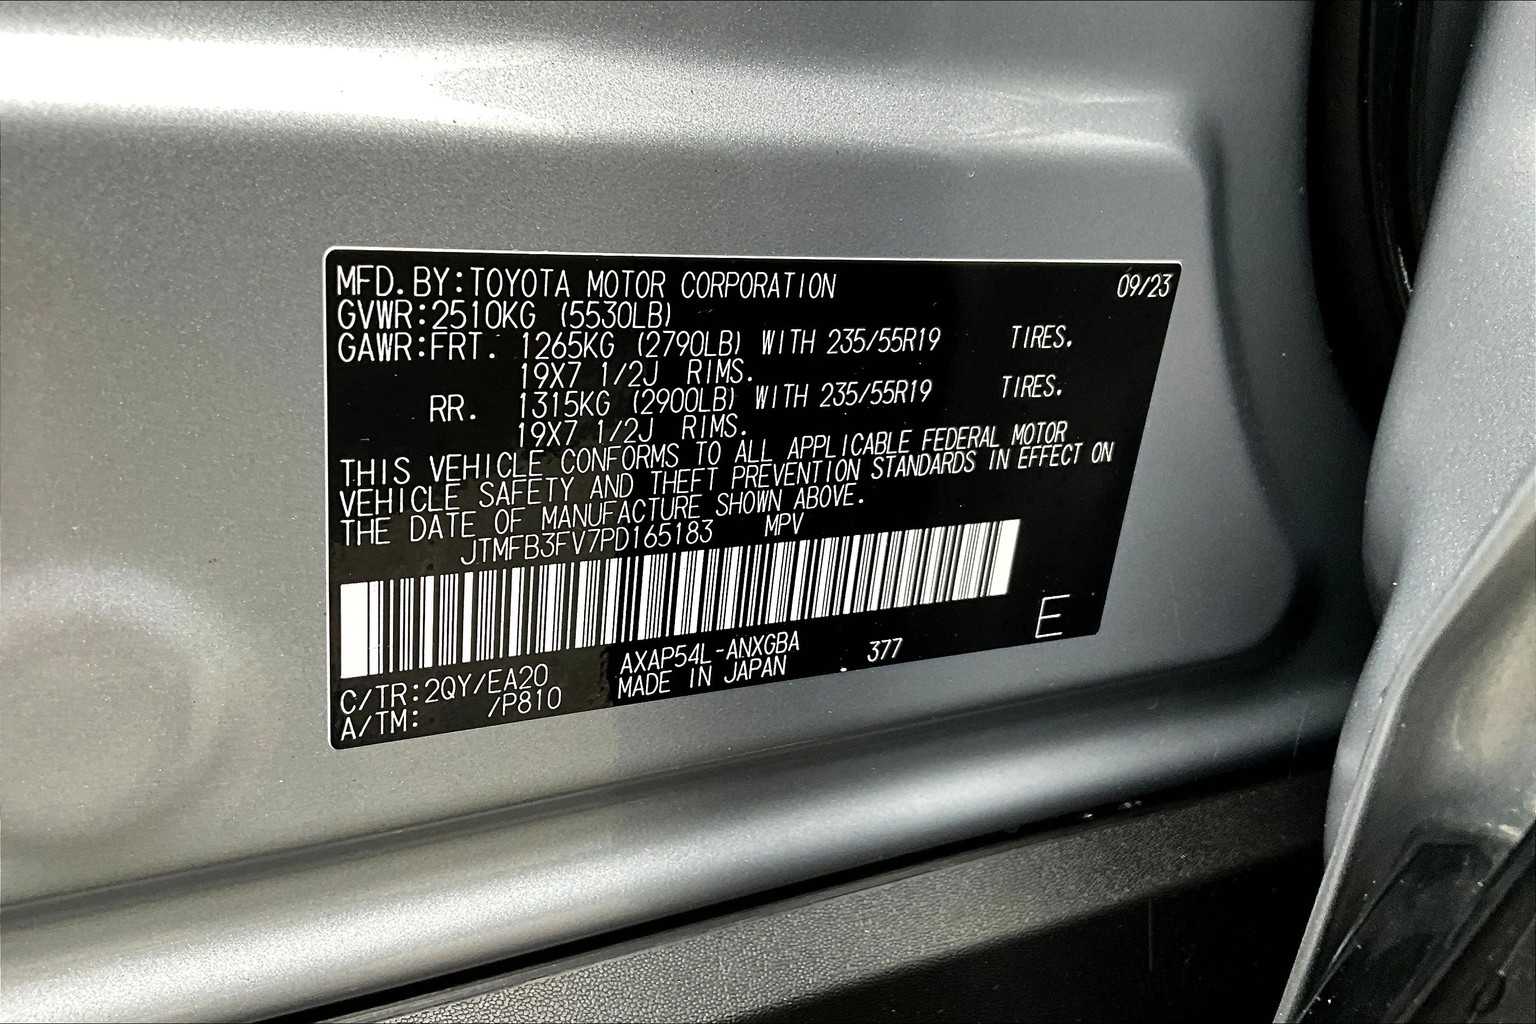 MFD. BY:TOYOTA MOTOR CORPORATION 09/23
GVWR:2510KG (5530LB)
GAWR:FRT. 1265KG (2790LB) WITH 235/55R19 TIRES.
19X7 1/2J RIMS.
RR. 1315KG (2900LB) WITH 235/55R19 TIRES.
19X7 1/2J RIMS.
THIS VEHICLE CONFORMS TO ALL APPLICABLE FEDERAL MOTOR
VEHICLE SAFETY AND THEFT PREVENTION STANDARDS IN EFFECT ON
THE DATE OF MANUFACTURE SHOWN ABOVE.
JTMFB3FV7PD165183 MPV
C/TR:2QY/EA20 AXAP54L-ANXGBA 377 E
A/TM: /P810 MADE IN JAPAN